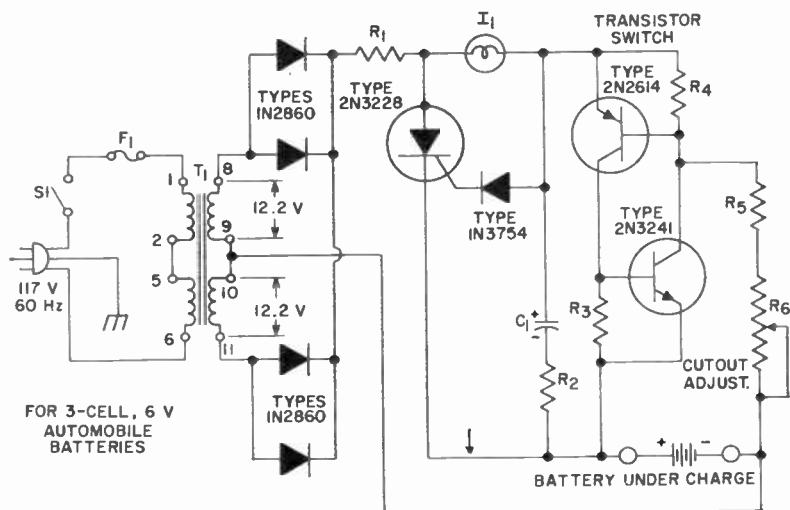 I1
TRANSISTOR
SWITCH
R1
TYPE
2N2614
R4
TYPES
1N2860
TYPE
2N3228
F1
T1
1
8
S1
12.2 V
TYPE
1N3754
R5
2
9
TYPE
2N3241
5
10
117 V
60 Hz
12.2 V
R3
R6
C1
+
-
6
11
CUTOUT
ADJUST.
R2
TYPES
1N2860
FOR 3-CELL, 6 V
AUTOMOBILE
BATTERIES
+ -
BATTERY UNDER CHARGE